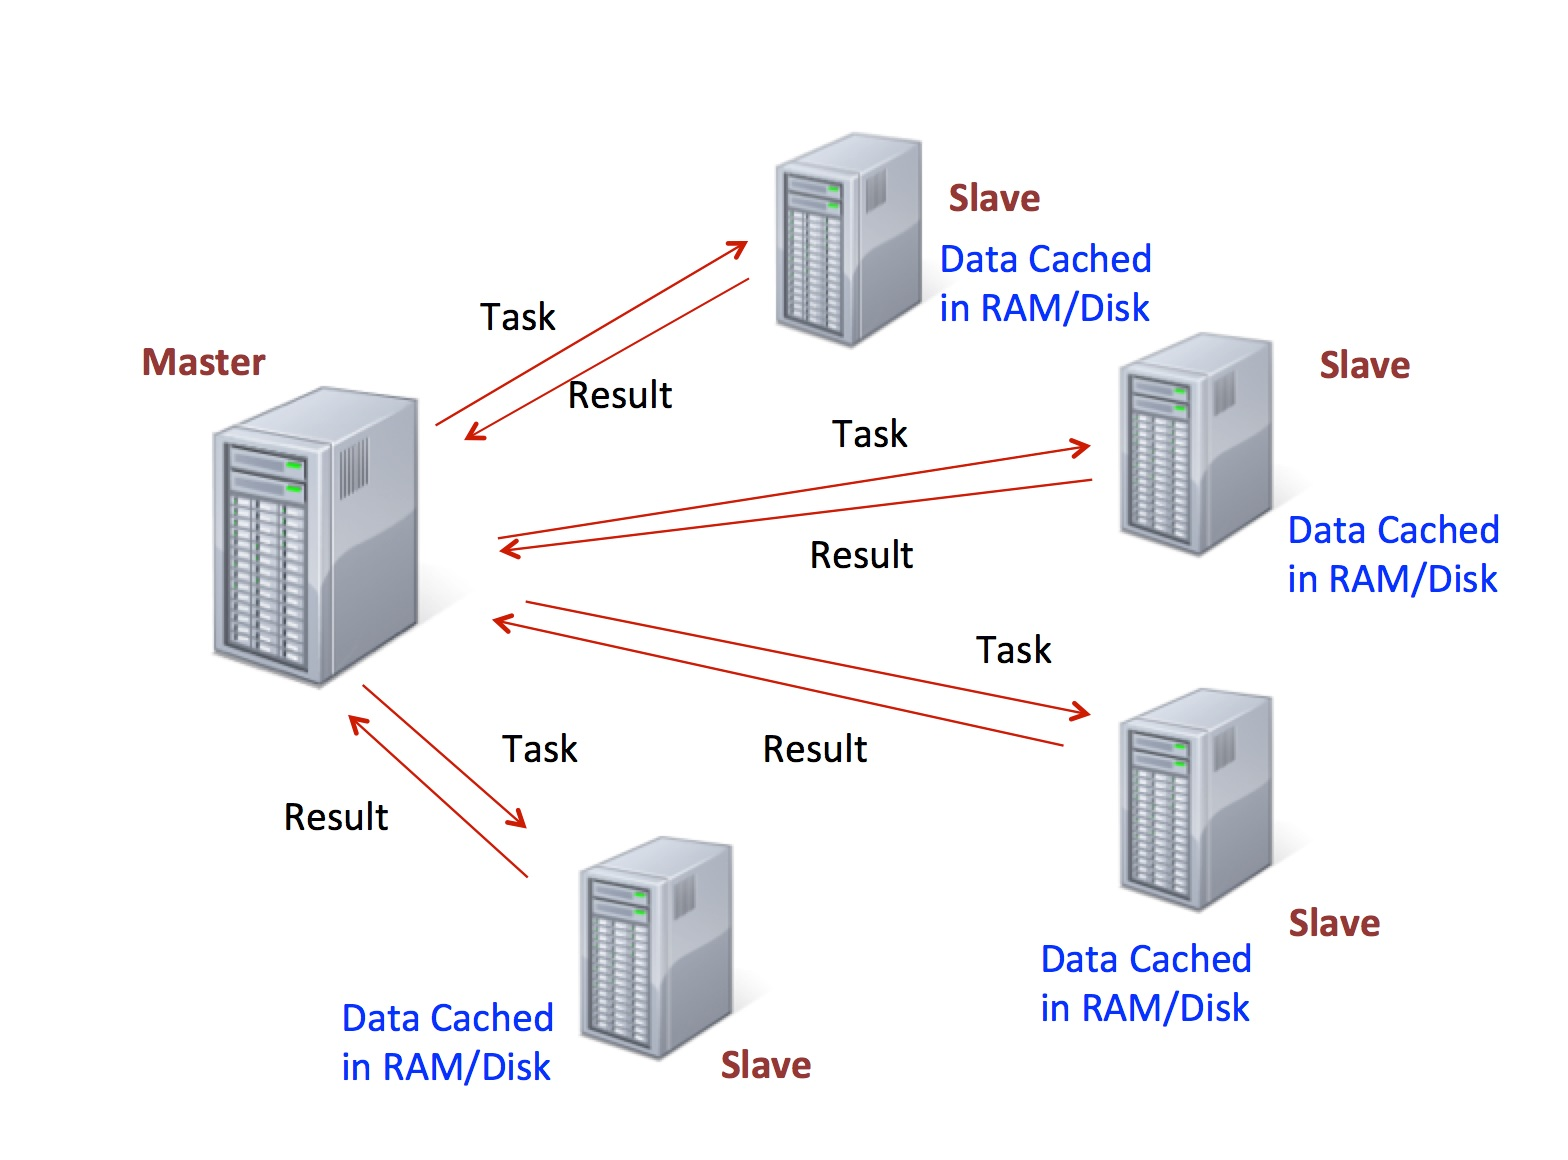 Slave
Data Cached
in RAM/Disk
Task
Master
Result
Slave
Task
Data Cached
in RAM/Disk
Result
Task
Task
Result
Result
Slave
Data Cached
in RAM/Disk
Data Cached
in RAM/Disk
Slave